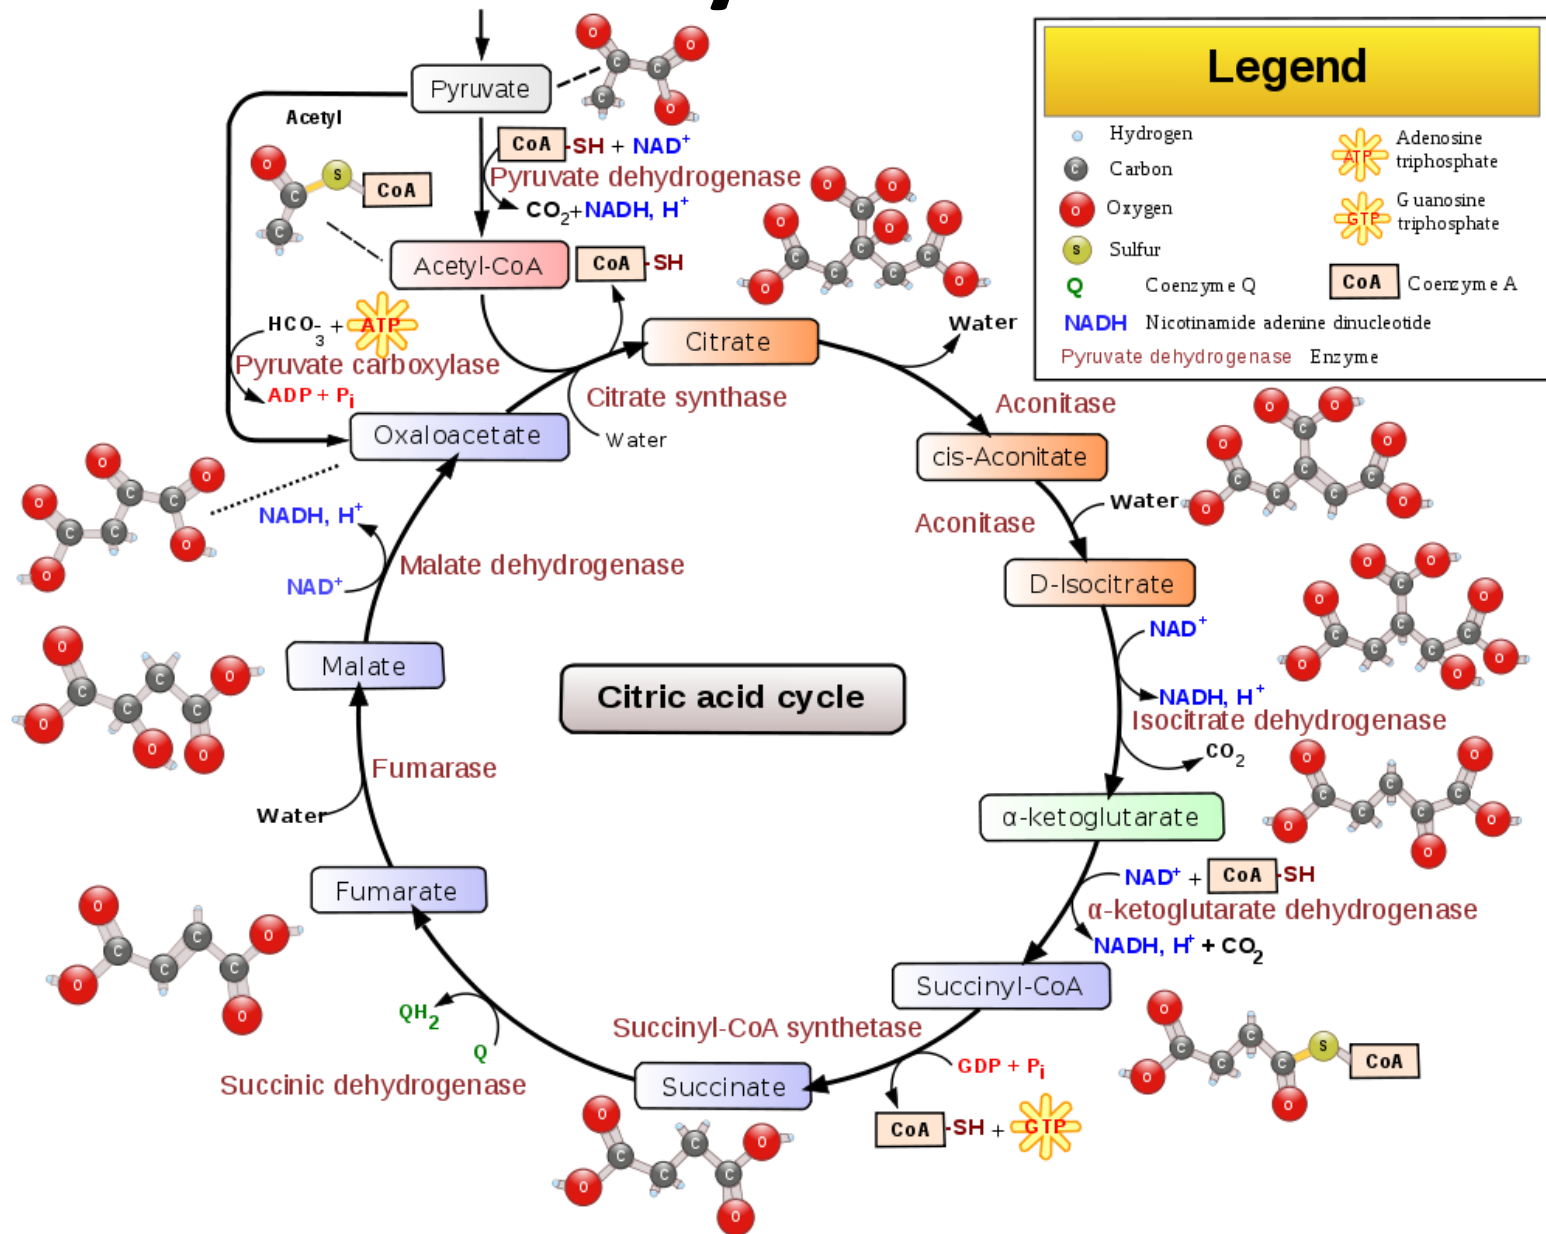 Pyruvate
Acetyl
S
CoA
CoA-SH + NAD+
Pyruvate dehydrogenase
CO2+NADH, H+
Acetyl-CoA
CoA-SH
HCO3- + ATP
Pyruvate carboxylase
ADP + Pi
Oxaloacetate
Citrate synthase
Water
Citrate
Water
Aconitase
cis-Aconitate
Water
Aconitase
D-Isocitrate
NAD+
NADH, H+
Isocitrate dehydrogenase
CO2
α-ketoglutarate
NAD+ + CoA-SH
α-ketoglutarate dehydrogenase
NADH, H+ + CO2
Succinyl-CoA
S
CoA
Succinyl-CoA synthetase
GDP + Pi
CoA-SH + GTP
Succinate
QH2
Q
Succinic dehydrogenase
Fumarate
Water
Fumarase
Malate
NAD+
NADH, H+
Malate dehydrogenase
Citric acid cycle
Legend
Hydrogen
C Carbon
O Oxygen
S Sulfur
Q Coenzyme Q
NADH Nicotinamide adenine dinucleotide
Pyruvate dehydrogenase Enzyme
ATP Adenosine
triphosphate
GTP Guanosine
triphosphate
CoA Coenzyme A